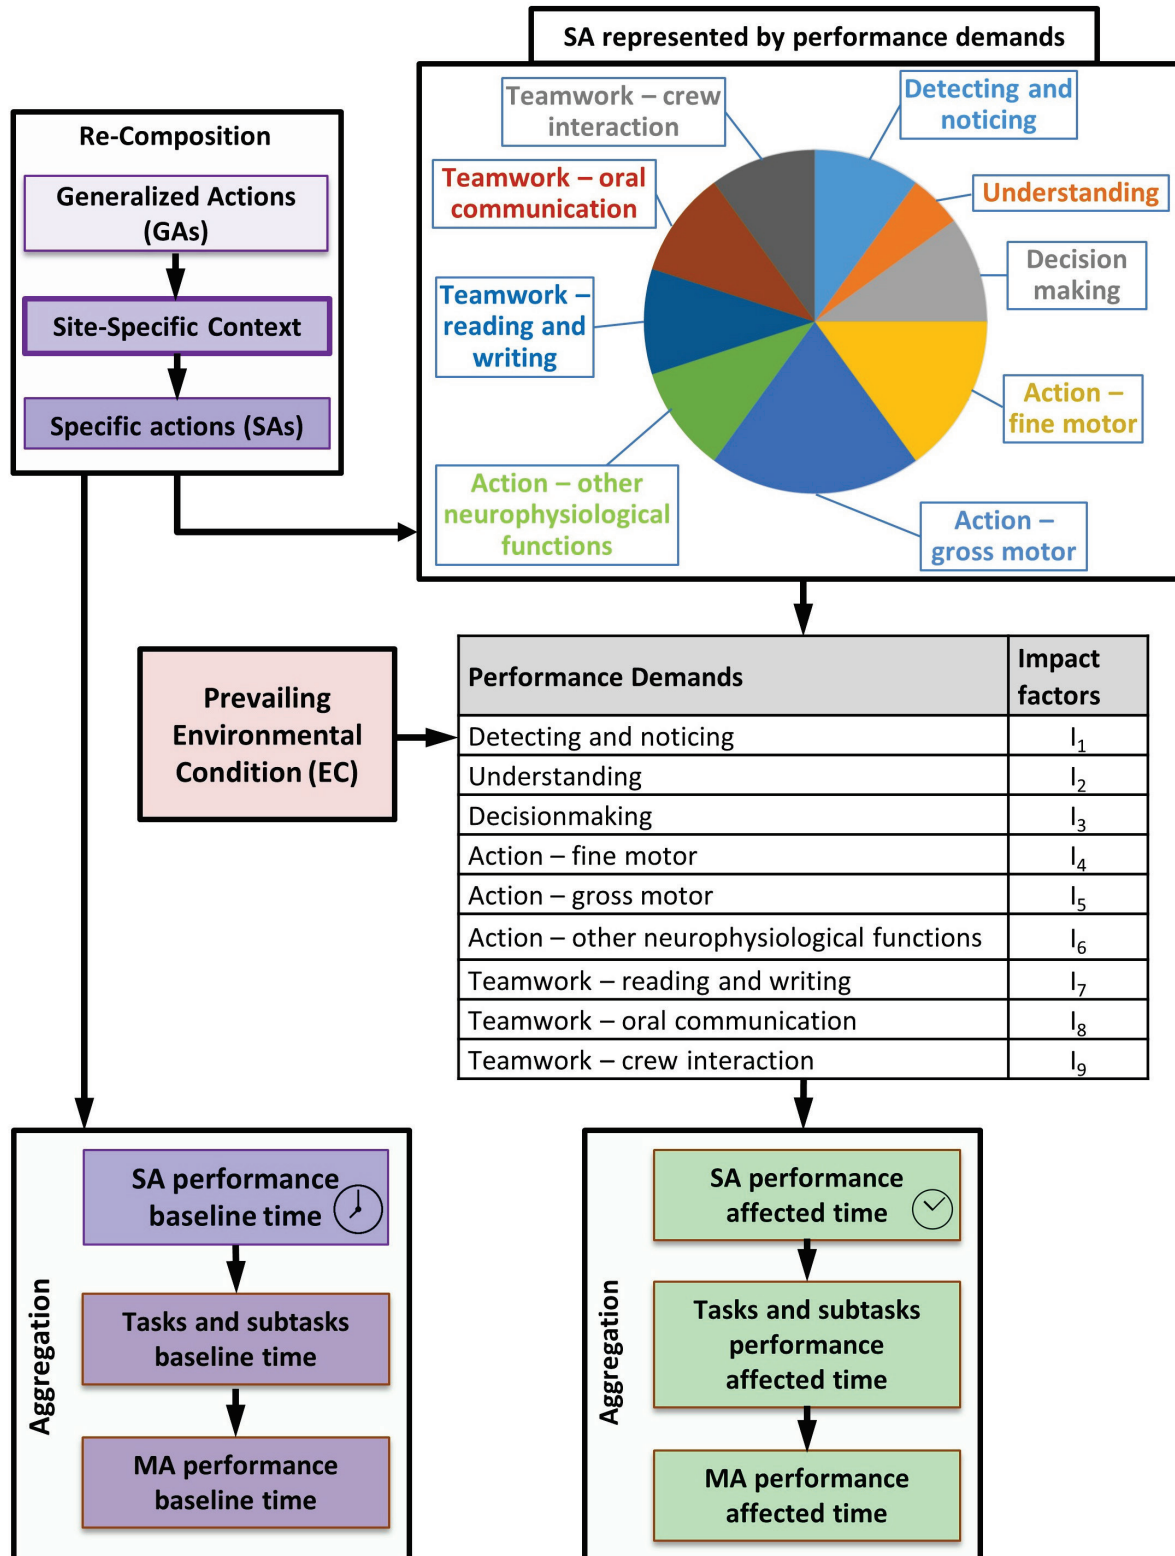 SA represented by performance demands
Re-Composition
Generalized Actions
(GAs)
Site-Specific Context
Specific actions (SAs)
Teamwork – crew
interaction
Detecting and
noticing
Teamwork – oral
communication
Understanding
Decision
making
Teamwork –
reading and
writing
Action –
fine motor
Action – other
neurophysiological
functions
Action –
gross motor
Prevailing
Environmental
Condition (EC)
Performance Demands
Impact
factors
Detecting and noticing I1
Understanding I2
Decisionmaking I3
Action – fine motor I4
Action – gross motor I5
Action – other neurophysiological functions I6
Teamwork – reading and writing I7
Teamwork – oral communication I8
Teamwork – crew interaction I9
Aggregation
SA performance
baseline time
Tasks and subtasks
baseline time
MA performance
baseline time
Aggregation
SA performance
affected time
Tasks and subtasks
performance
affected time
MA performance
affected time